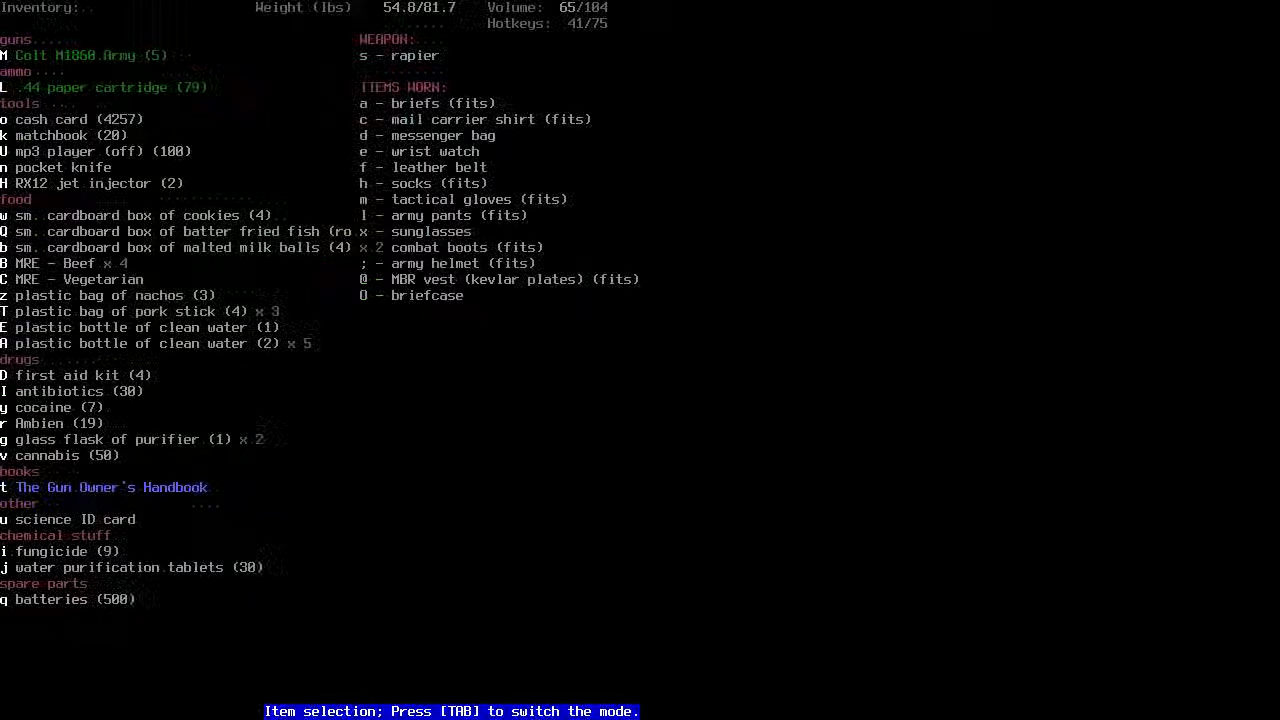 Inventory: Weight (lbs) 54.8/81.7 Volume: 65/104
Hotkeys: 41/75
guns
M Colt M1860 Army (5)
ammo
L .44 paper cartridge (79)
tools
o cash card (4257)
k matchbook (20)
U mp3 player (off) (100)
n pocket knife
H RX12 jet injector (2)
food
w sm. cardboard box of cookies (4)
Q sm. cardboard box of batter fried fish (ro
b sm. cardboard box of malted milk balls (4) x 2
B MRE - Beef x 4
C MRE - Vegetarian
z plastic bag of nachos (3)
T plastic bag of pork stick (4) x 3
E plastic bottle of clean water (1)
A plastic bottle of clean water (2) x 5
drugs
D first aid kit (4)
I antibiotics (30)
y cocaine (7)
r Ambien (19)
g glass flask of purifier (1) x 2
v cannabis (50)
books
t The Gun Owner's Handbook
other
u science ID card
chemical stuff
i fungicide (9)
j water purification tablets (30)
spare parts
q batteries (500)
WEAPON:
s - rapier
ITEMS WORN:
a - briefs (fits)
c - mail carrier shirt (fits)
d - messenger bag
e - wrist watch
f - leather belt
h - socks (fits)
m - tactical gloves (fits)
l - army pants (fits)
x - sunglasses
combat boots (fits)
; - army helmet (fits)
@ - MBR vest (kevlar plates) (fits)
O - briefcase
Item selection; Press [TAB] to switch the mode.